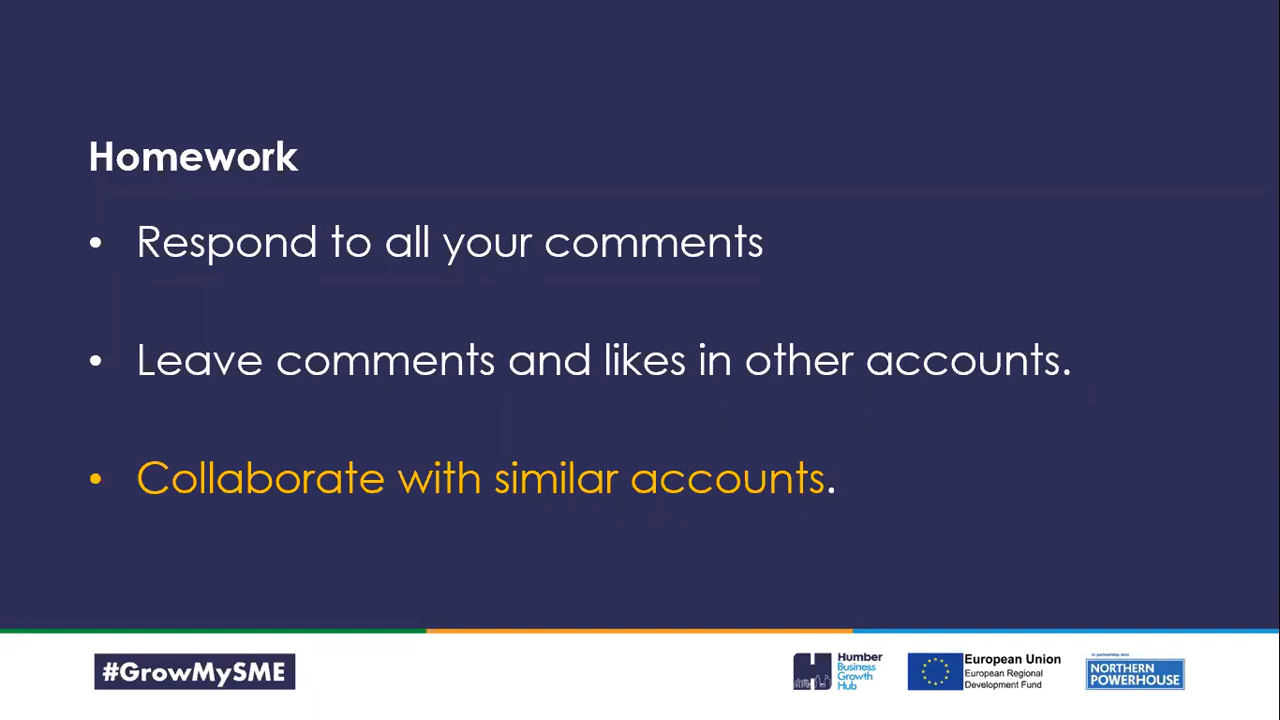 Homework
• Respond to all your comments
• Leave comments and likes in other accounts.
• Collaborate with similar accounts.
#GrowMySME
Humber
Business
Growth
Hub
European Union
European Regional
Development Fund
In partnership with
NORTHERN
POWERHOUSE